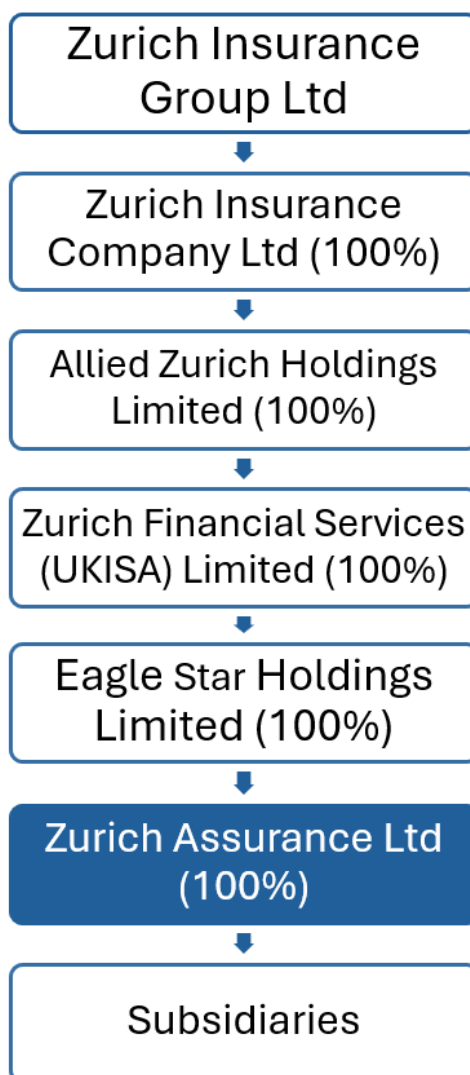 Zurich Insurance
Group Ltd
Zurich Insurance
Company Ltd (100%)
Allied Zurich Holdings
Limited (100%)
Zurich Financial Services
(UKISA) Limited (100%)
Eagle Star Holdings
Limited (100%)
Zurich Assurance Ltd
(100%)
Subsidiaries